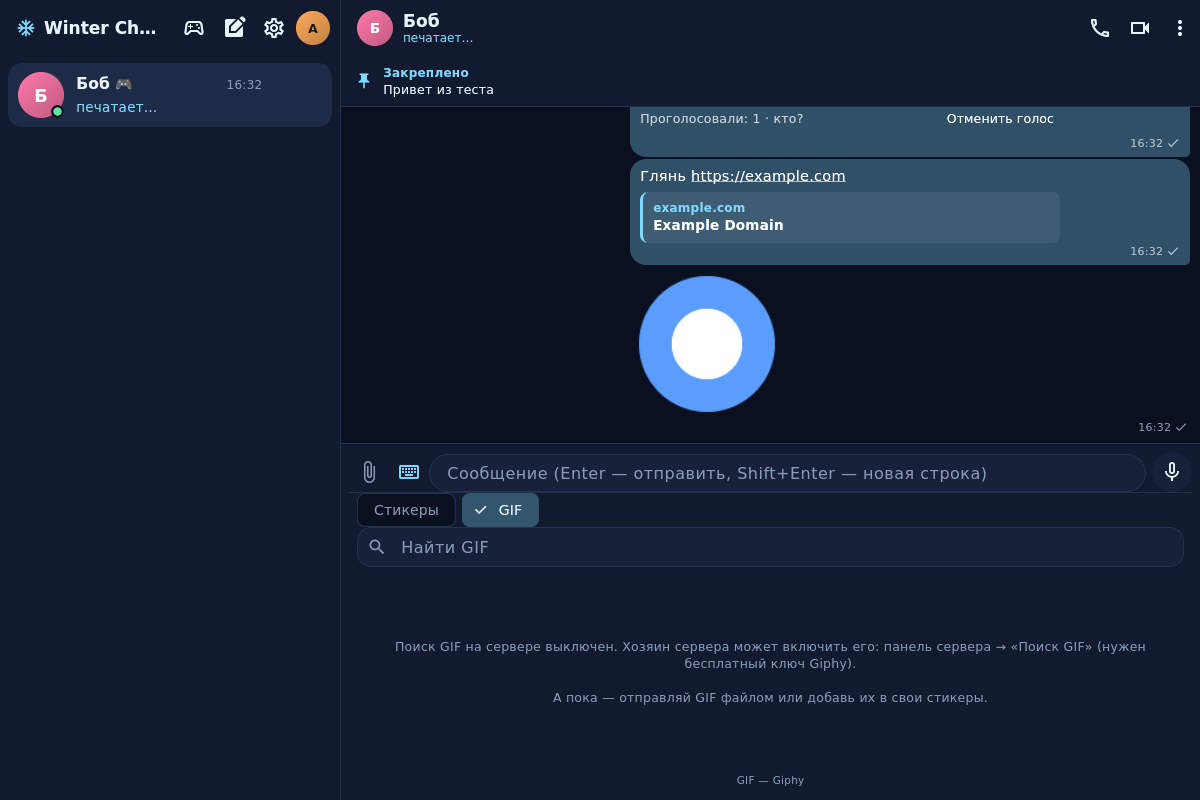 Winter Ch…
А
Б
Боб 🎮
16:32
печатает…
Б
Боб
печатает…
Закреплено
Привет из теста
Проголосовали: 1 · кто?
Отменить голос
16:32
Глянь https://example.com
example.com
Example Domain
16:32
16:32
Сообщение (Enter — отправить, Shift+Enter — новая строка)
Стикеры
GIF
Найти GIF
Поиск GIF на сервере выключен. Хозяин сервера может включить его: панель сервера → «Поиск GIF» (нужен
бесплатный ключ Giphy).
А пока — отправляй GIF файлом или добавь их в свои стикеры.
GIF — Giphy